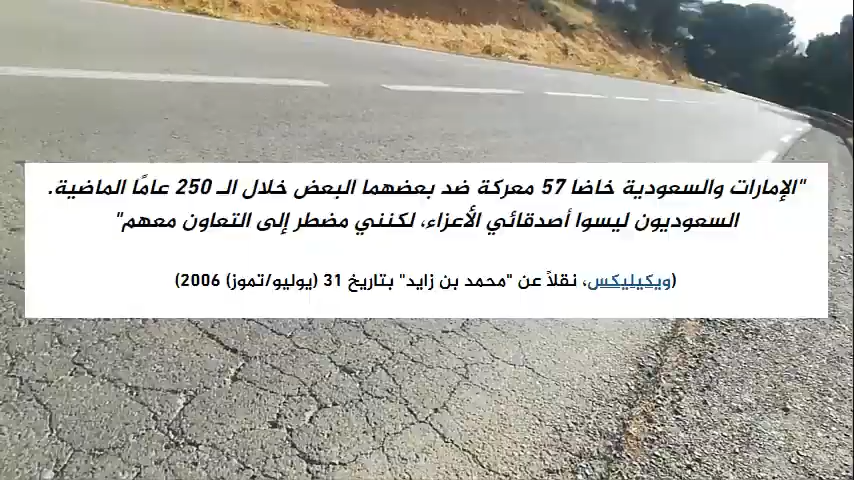 "الإمارات والسعودية خاضا 57 معركة ضد بعضهما البعض خلال الـ 250 عامًا الماضية.
السعوديون ليسوا أصدقائي الأعزاء، لكنني مضطر إلى التعاون معهم"
(ويكيليكس، نقلاً عن "محمد بن زايد" بتاريخ 31 (يوليو/تموز) 2006)